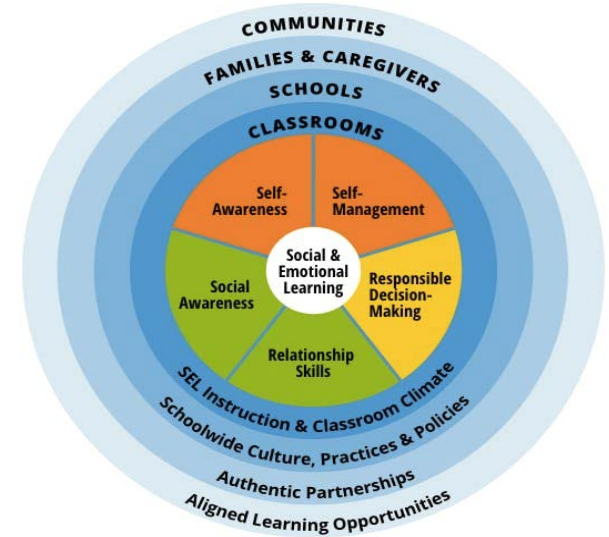 COMMUNITIES
FAMILIES & CAREGIVERS
SCHOOLS
CLASSROOMS
Self-
Awareness
Self-
Management
Social &
Emotional
Learning
Social
Awareness
Responsible
Decision-
Making
Relationship
Skills
SEL Instruction & Classroom Climate
Schoolwide Culture, Practices & Policies
Authentic Partnerships
Aligned Learning Opportunities